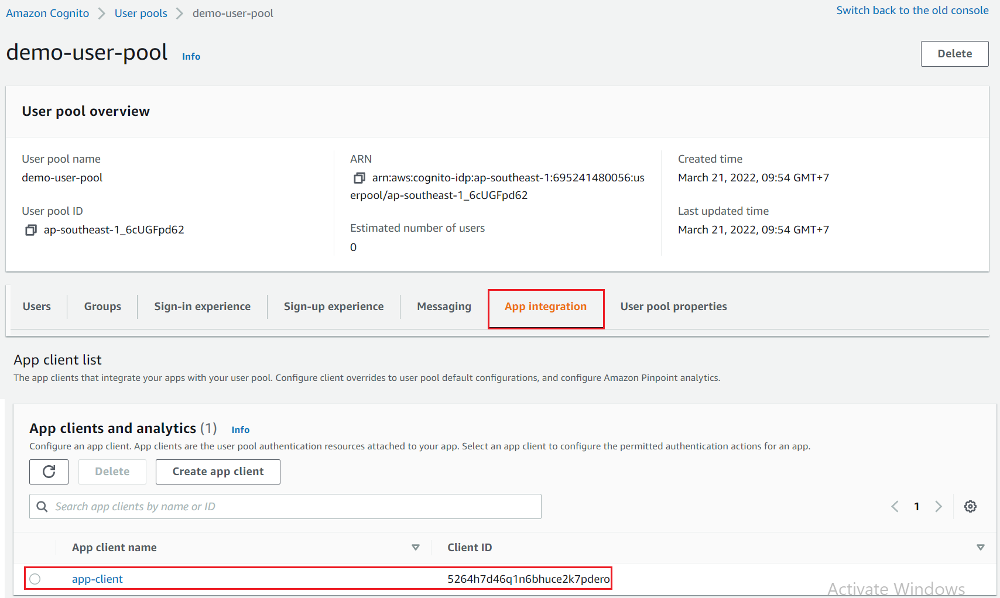 Amazon Cognito
User pools
demo-user-pool
Switch back to the old console
demo-user-pool
Info
Delete
User pool overview
User pool name
demo-user-pool
User pool ID
ap-southeast-1_6cUGFpd62
ARN
arn:aws:cognito-idp:ap-southeast-1:695241480056:us
erpool/ap-southeast-1_6cUGFpd62
Estimated number of users
0
Created time
March 21, 2022, 09:54 GMT+7
Last updated time
March 21, 2022, 09:54 GMT+7
Users
Groups
Sign-in experience
Sign-up experience
Messaging
App integration
User pool properties
App client list
The app clients that integrate your apps with your user pool. Configure client overrides to user pool default configurations, and configure Amazon Pinpoint analytics.
App clients and analytics (1)
Info
Configure an app client. App clients are the user pool authentication resources attached to your app. Select an app client to configure the permitted authentication actions for an app.
Delete
Create app client
Search app clients by name or ID
1
App client name
Client ID
app-client
5264h7d46q1n6bhuce2k7pdero
Activate Windows